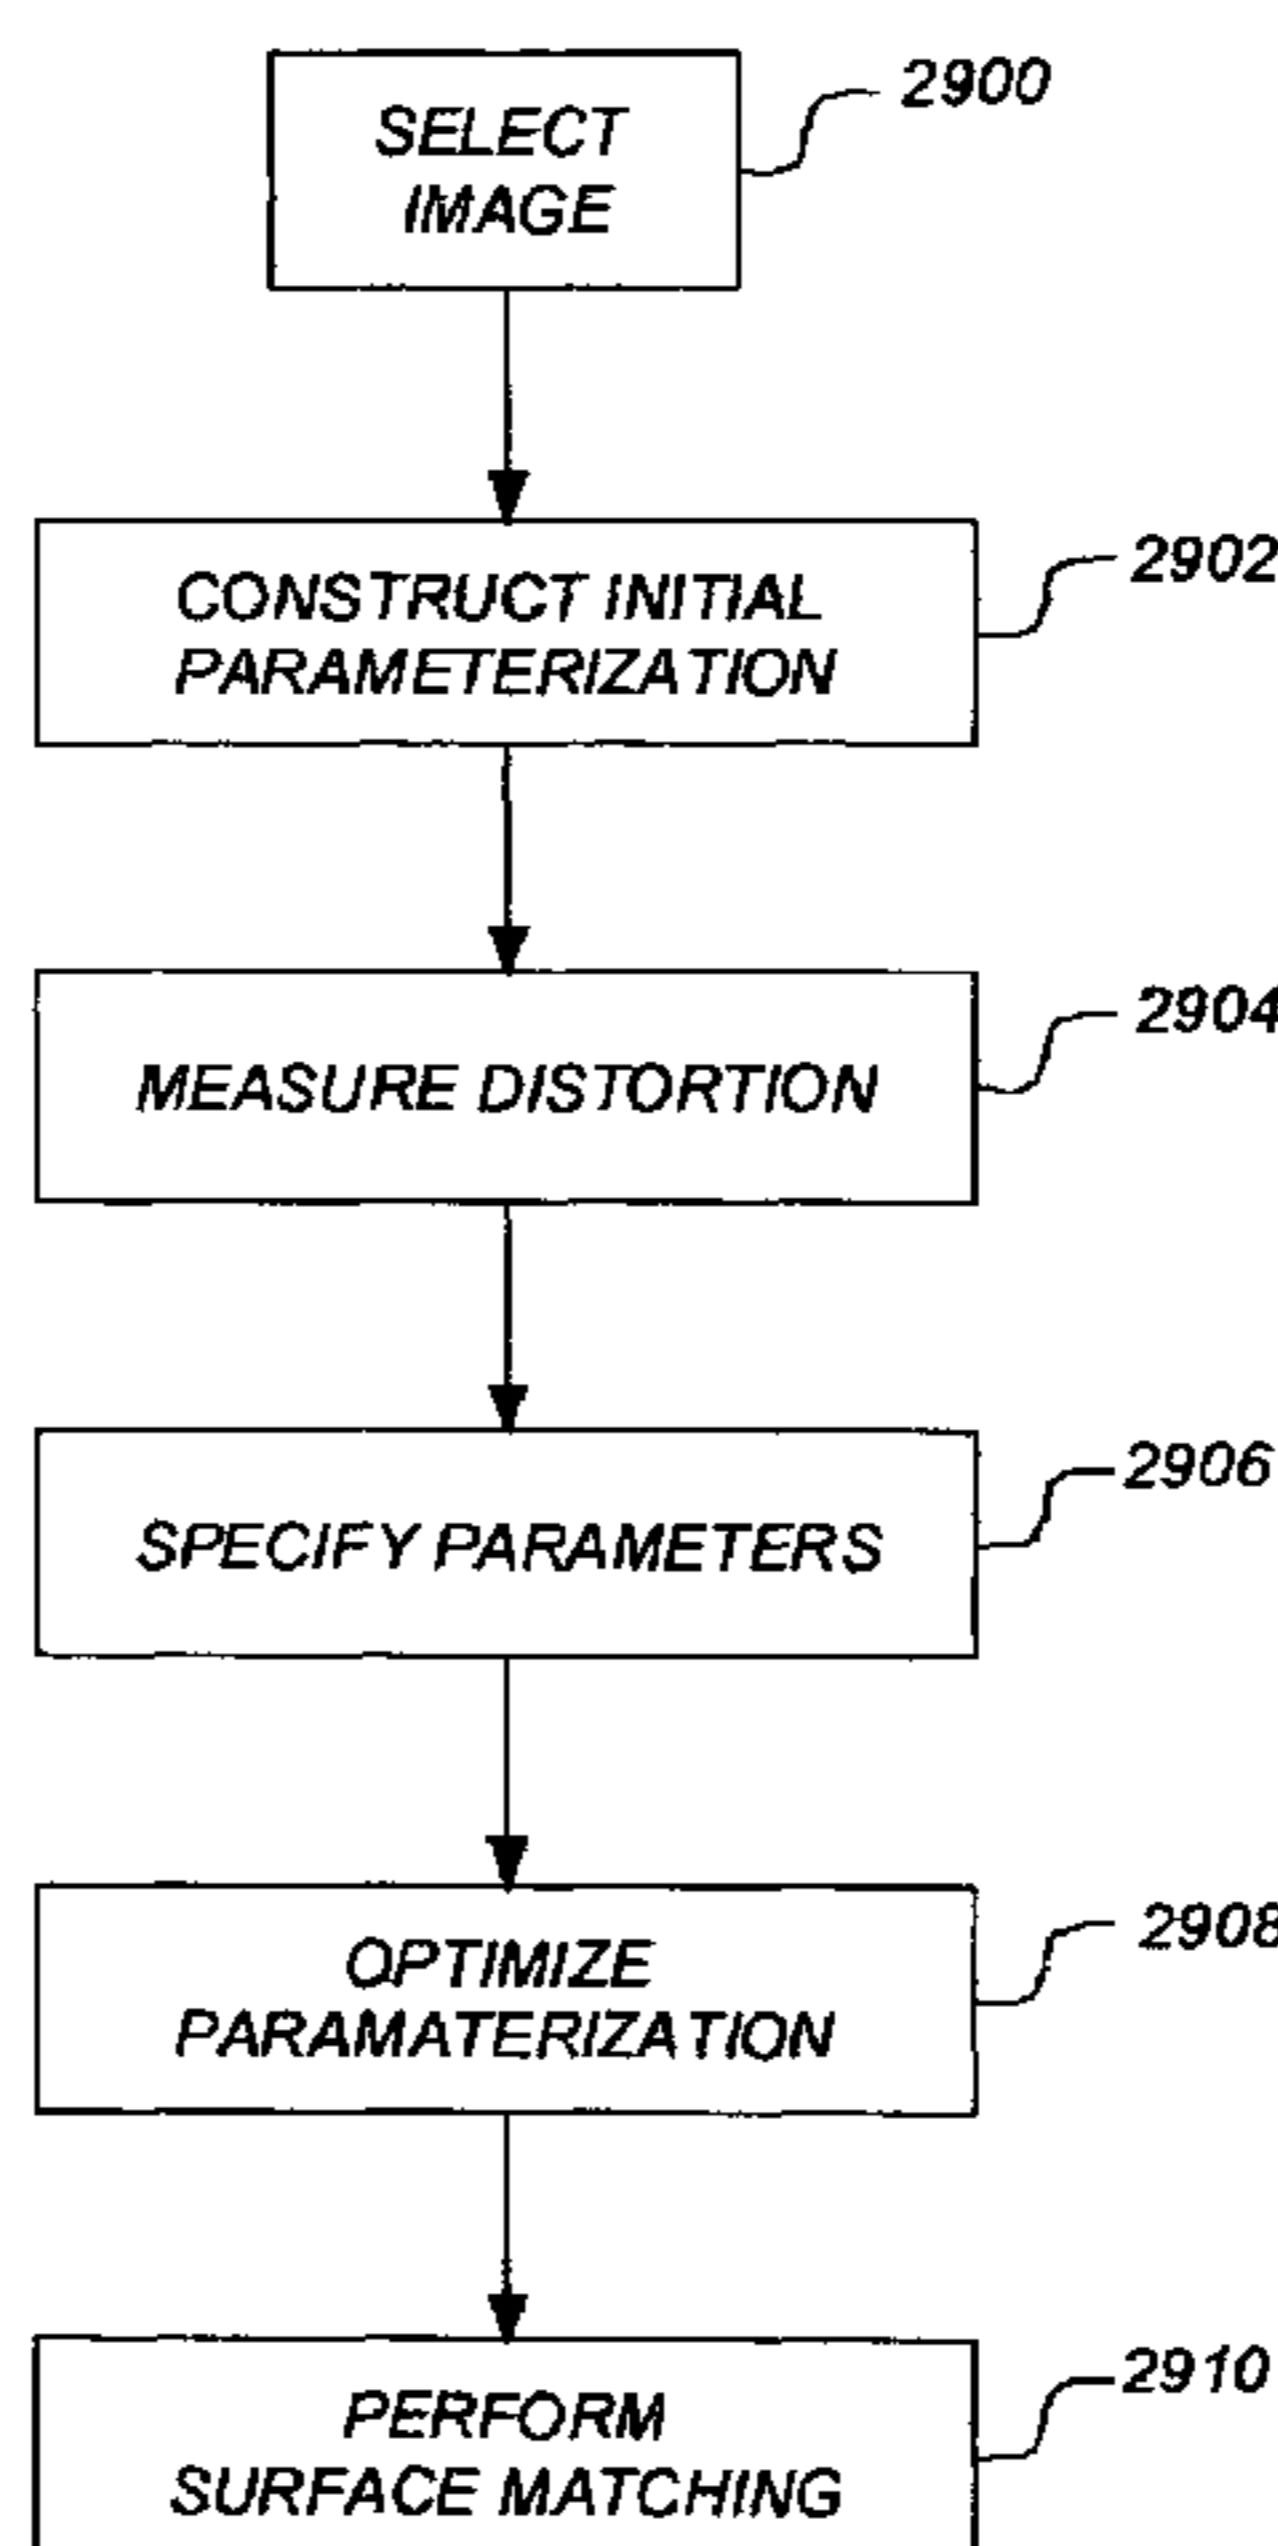 SELECT
IMAGE
2900
CONSTRUCT INITIAL
PARAMETERIZATION
2902
MEASURE DISTORTION
2904
SPECIFY PARAMETERS
2906
OPTIMIZE
PARAMATERIZATION
2908
PERFORM
SURFACE MATCHING
2910